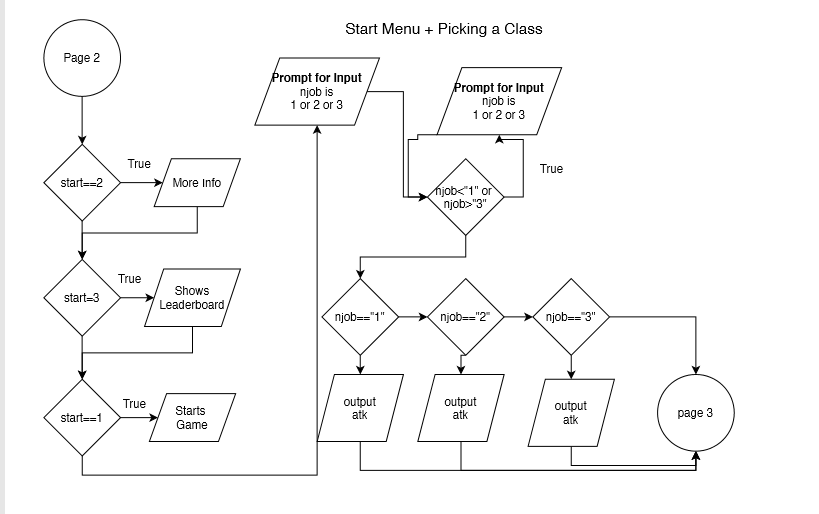 Start Menu + Picking a Class
Page 2
start==2
True
More Info
start=3
True
Shows
Leaderboard
start==1
True
Starts
Game
Prompt for Input
njob is
1 or 2 or 3
Prompt for Input
njob is
1 or 2 or 3
njob<"1" or
njob>"3"
True
njob=="1"
njob=="2"
njob=="3"
output
atk
output
atk
output
atk
page 3